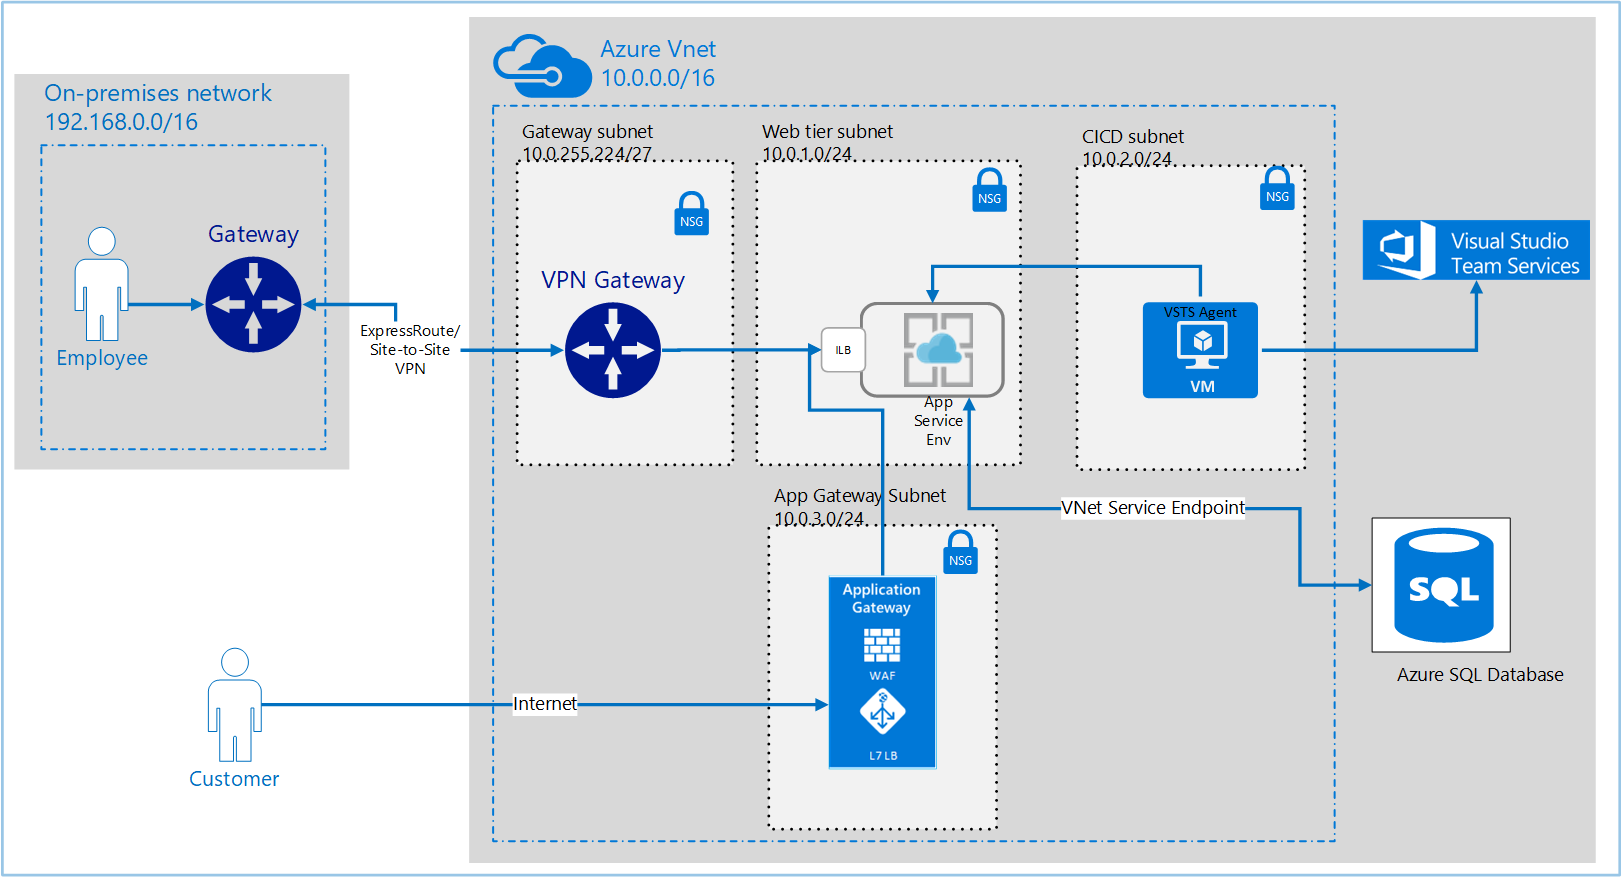 Azure Vnet
10.0.0.0/16
On-premises network
192.168.0.0/16
Gateway
Employee
ExpressRoute/
Site-to-Site
VPN
Gateway subnet
10.0.255.224/27
NSG
VPN Gateway
Web tier subnet
10.0.1.0/24
NSG
ILB
App
Service
Env
CICD subnet
10.0.2.0/24
NSG
VSTS Agent
VM
Visual Studio
Team Services
App Gateway Subnet
10.0.3.0/24
NSG
Application
Gateway
WAF
L7 LB
VNet Service Endpoint
SQL
Azure SQL Database
Internet
Customer